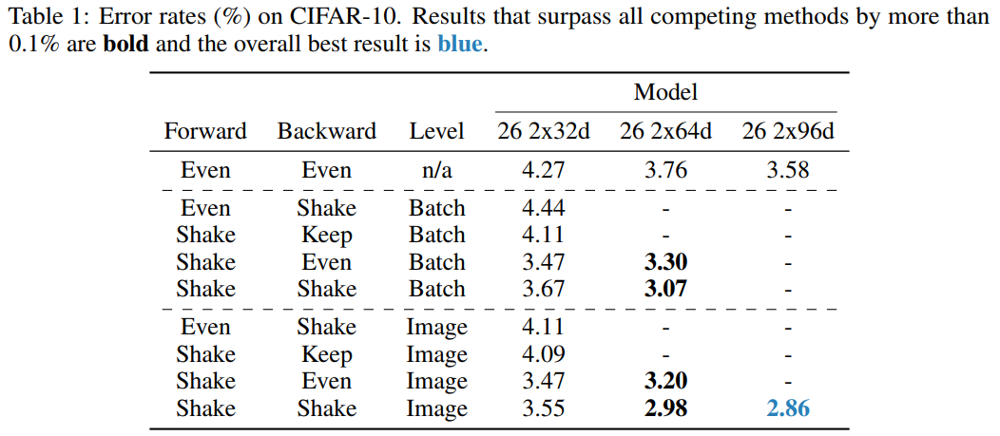 Table 1: Error rates (%) on CIFAR-10. Results that surpass all competing methods by more than
0.1% are bold and the overall best result is blue.
Model
Forward Backward Level 26 2x32d 26 2x64d 26 2x96d
Even Even n/a 4.27 3.76 3.58
Even Shake Batch 4.44 - -
Shake Keep Batch 4.11 - -
Shake Even Batch 3.47 3.30 -
Shake Shake Batch 3.67 3.07 -
Even Shake Image 4.11 - -
Shake Keep Image 4.09 - -
Shake Even Image 3.47 3.20 -
Shake Shake Image 3.55 2.98 2.86